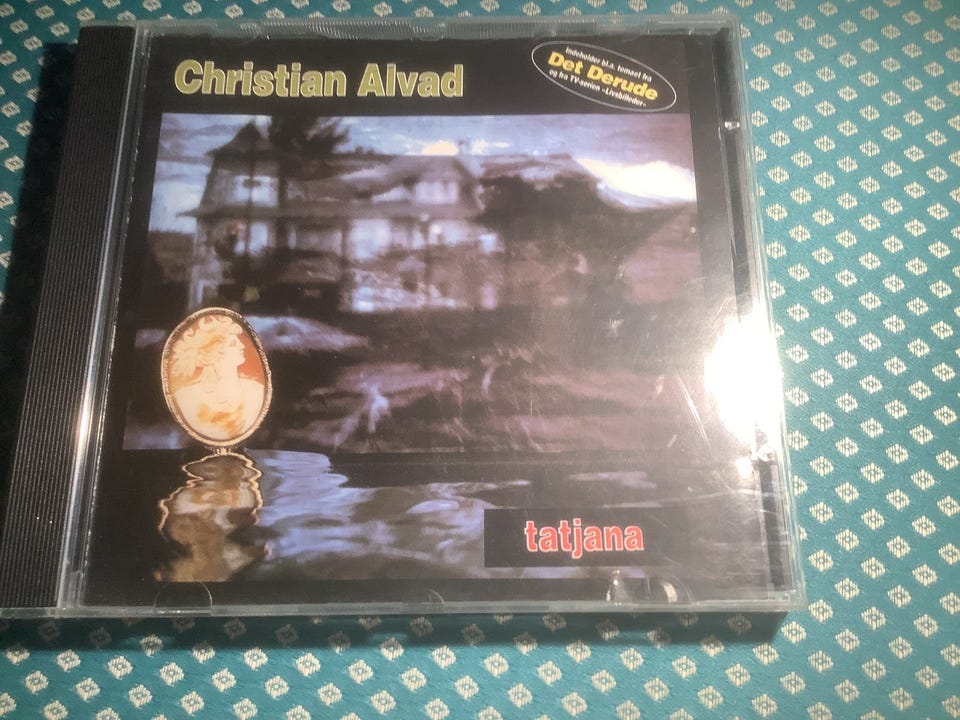 Christian Alvad
Indeholder bl.a. temaet fra
Det Derude
og fra TV-serien »Livsbilleder«
tatjana